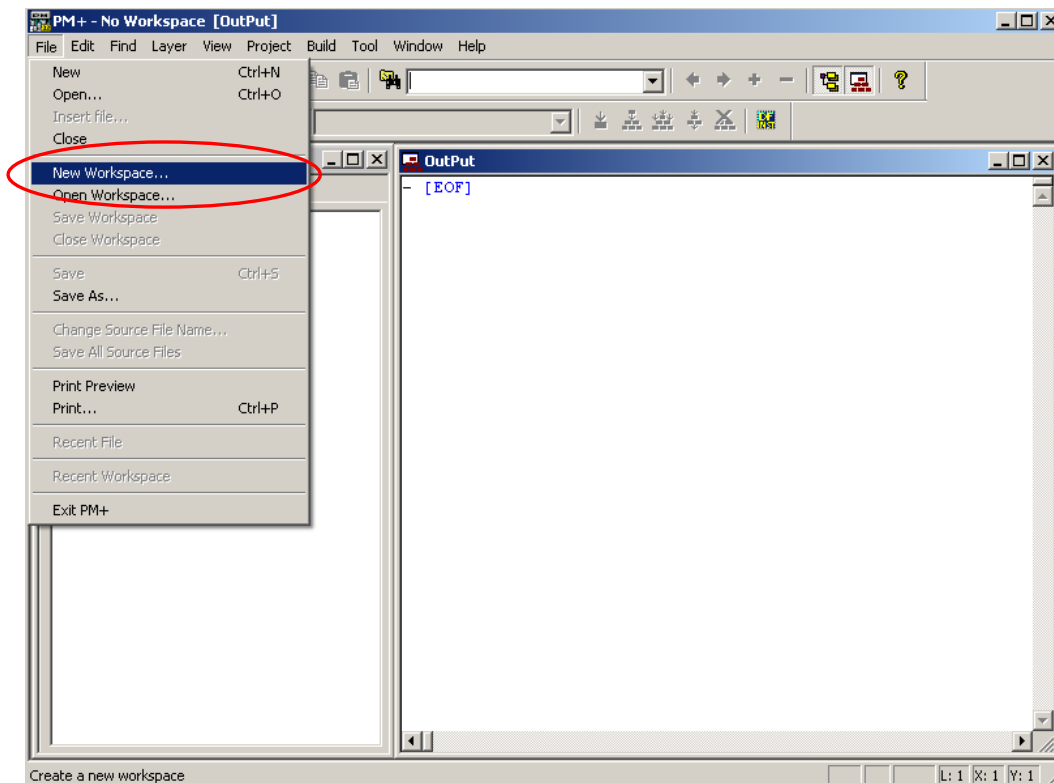 PM+ - No Workspace [OutPut]
File Edit Find Layer View Project Build Tool Window Help
New Ctrl+N
Open... Ctrl+O
Insert file...
Close
New Workspace...
Open Workspace...
Save Workspace
Close Workspace
Save Ctrl+S
Save As...
Change Source File Name...
Save All Source Files
Print Preview
Print... Ctrl+P
Recent File
Recent Workspace
Exit PM+
OutPut
- [EOF]
Create a new workspace L: 1 X: 1 Y: 1